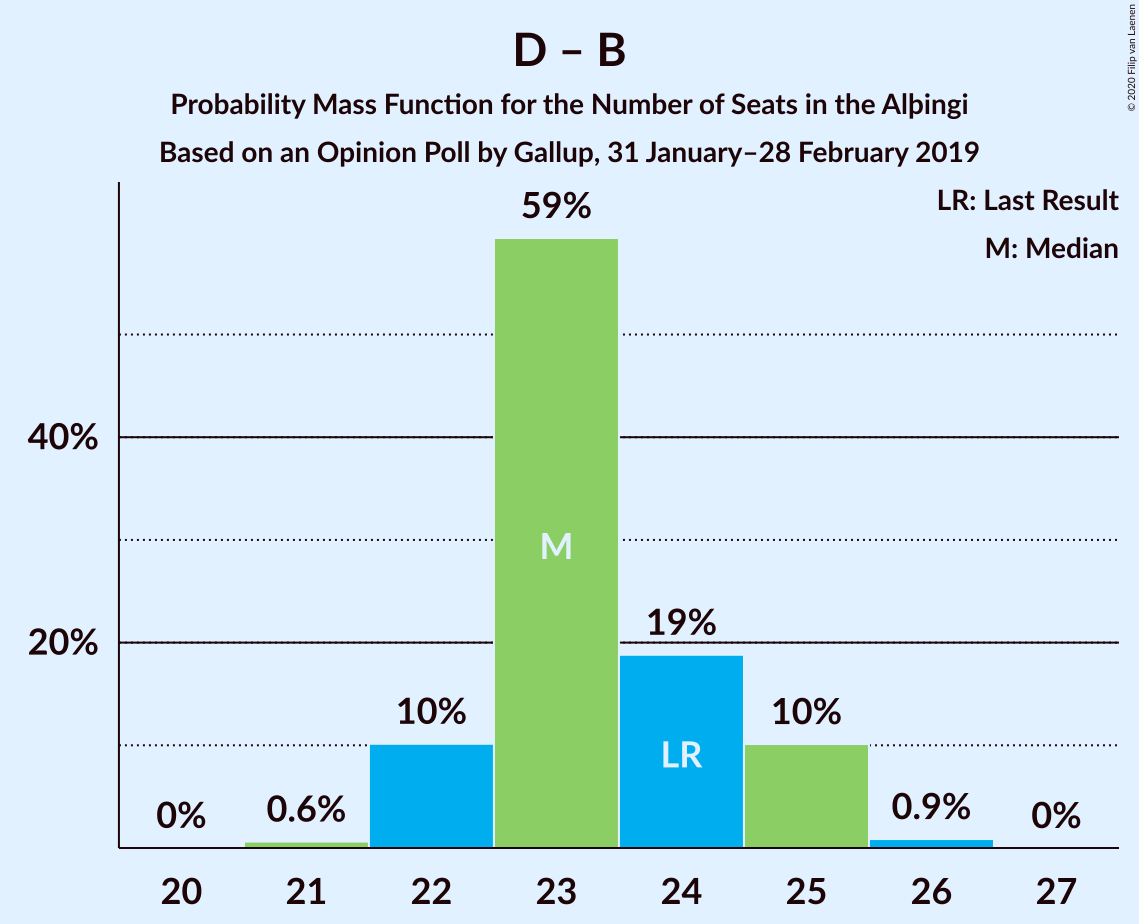 D – B
Probability Mass Function for the Number of Seats in the Alþingi
Based on an Opinion Poll by Gallup, 31 January–28 February 2019
© 2020 Filip van Laenen
LR: Last Result
M: Median
59%
40%
M
19%
20%
10%
10%
LR
0%
0.6%
0.9%
0%
20 21 22 23 24 25 26 27